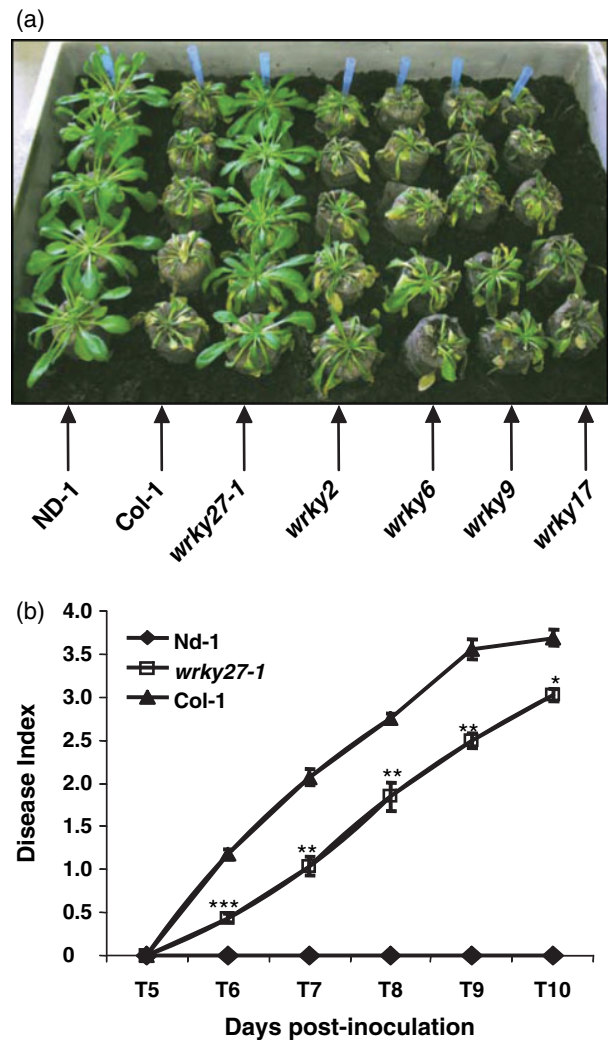 (a)
ND-1
Col-1
wrky27-1
wrky2
wrky6
wrky9
wrky17
(b)
4.0
3.5
3.0
2.5
2.0
1.5
1.0
0.5
0
Disease Index
Nd-1
wrky27-1
Col-1
***
**
**
**
*
T5 T6 T7 T8 T9 T10
Days post-inoculation